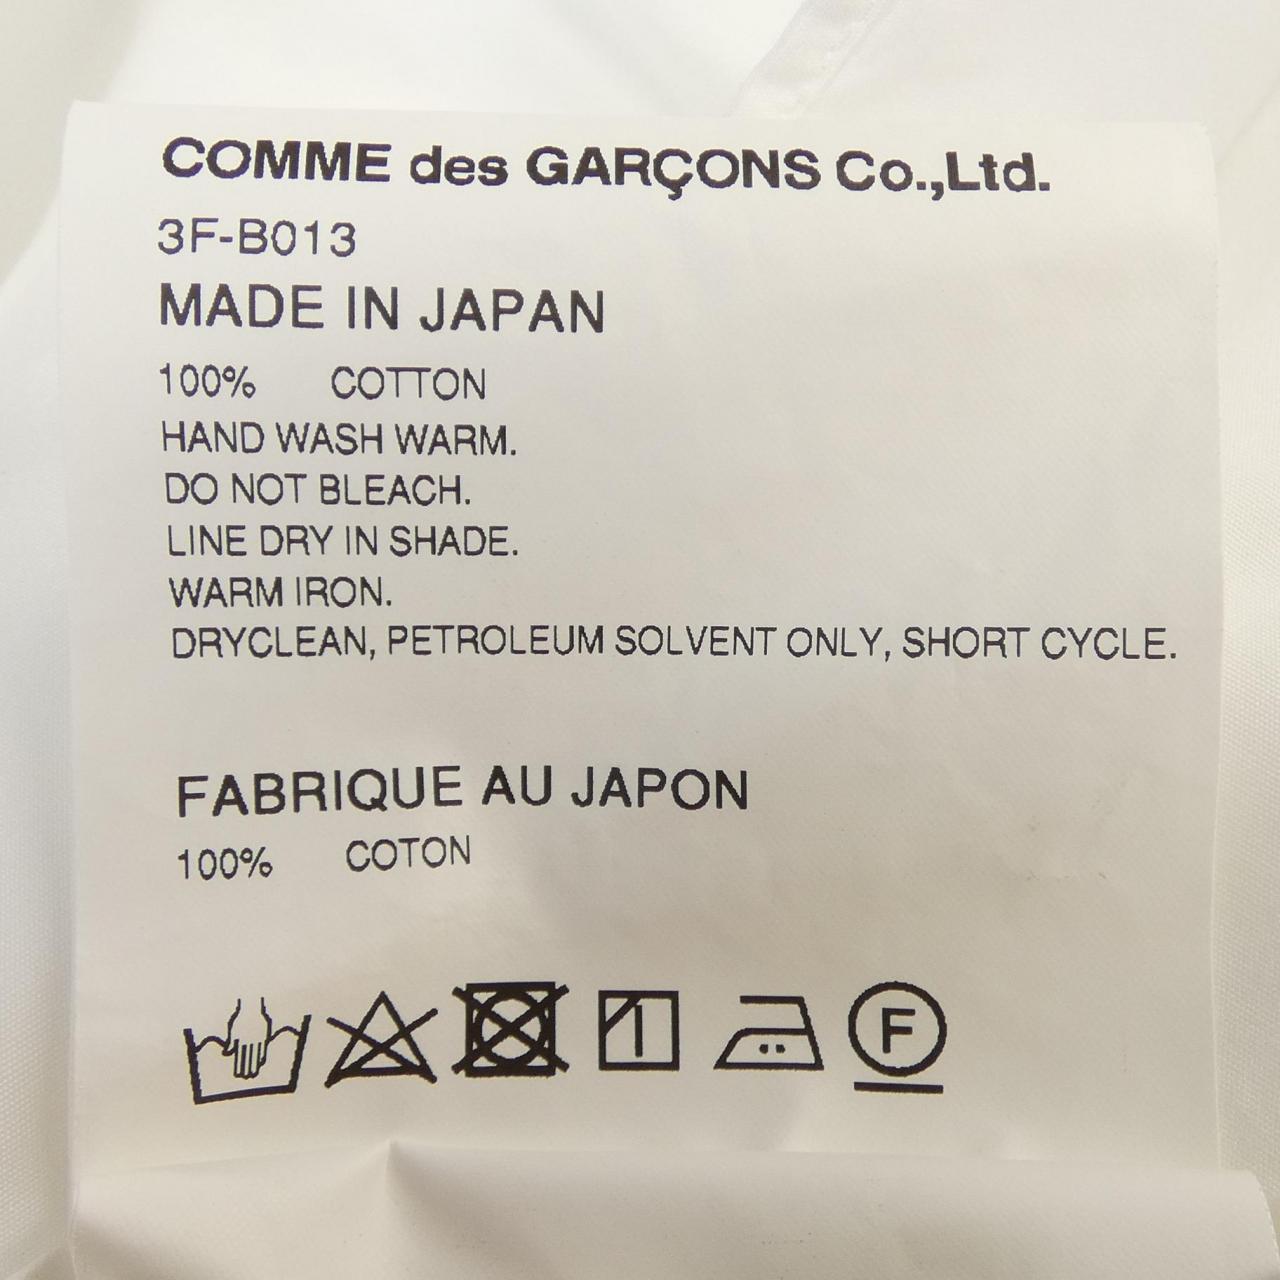 COMME des GARÇONS Co.,Ltd.
3F-B013
MADE IN JAPAN
100% COTTON
HAND WASH WARM.
DO NOT BLEACH.
LINE DRY IN SHADE.
WARM IRON.
DRYCLEAN, PETROLEUM SOLVENT ONLY, SHORT CYCLE.
FABRIQUE AU JAPON
100% COTON
F